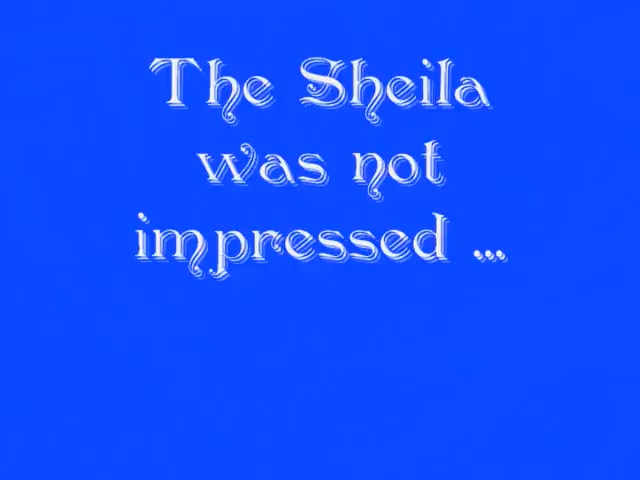 The Sheila
was not
impressed ...